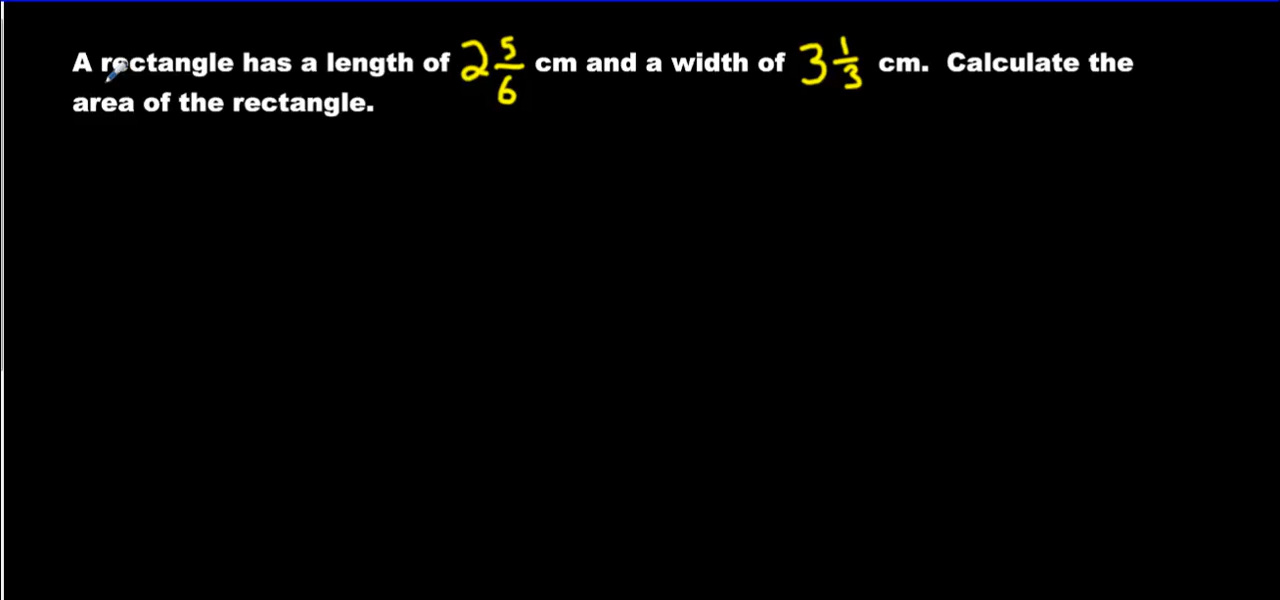 A rectangle has a length of 2 5/6 cm and a width of 3 1/3 cm. Calculate the
area of the rectangle.